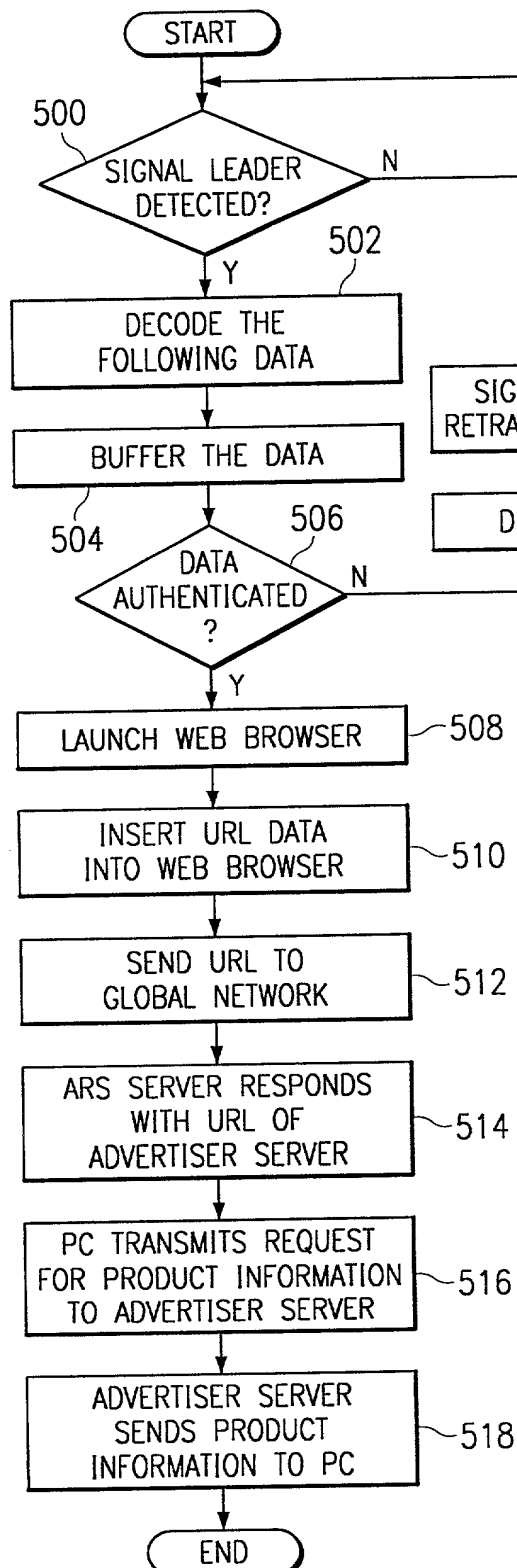 START
500
SIGNAL LEADER
DETECTED?
N
Y
502
DECODE THE
FOLLOWING DATA
BUFFER THE DATA
504
SIG
RETRA
D
506
DATA
AUTHENTICATED
?
N
Y
LAUNCH WEB BROWSER
508
INSERT URL DATA
INTO WEB BROWSER
510
SEND URL TO
GLOBAL NETWORK
512
ARS SERVER RESPONDS
WITH URL OF
ADVERTISER SERVER
514
PC TRANSMITS REQUEST
FOR PRODUCT INFORMATION
TO ADVERTISER SERVER
516
ADVERTISER SERVER
SENDS PRODUCT
INFORMATION TO PC
518
END